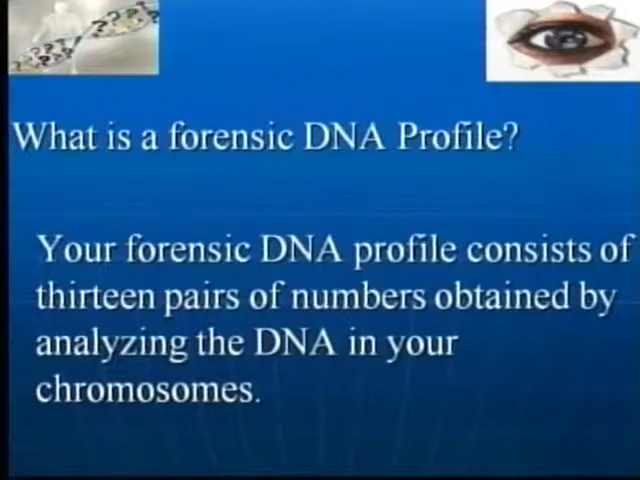 What is a forensic DNA Profile?
Your forensic DNA profile consists of
thirteen pairs of numbers obtained by
analyzing the DNA in your
chromosomes.